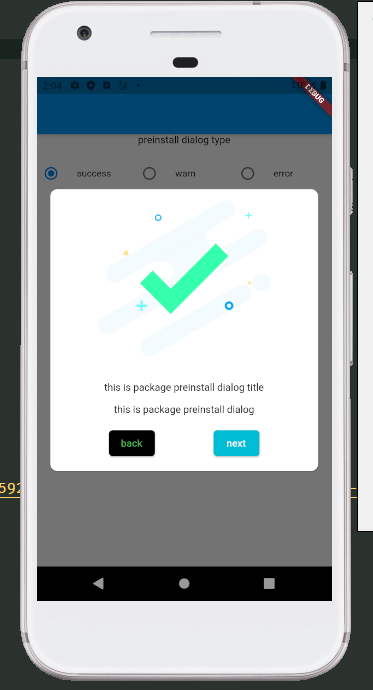 2:04
DEBUG
preinstall dialog type
success warn error
this is package preinstall dialog title
this is package preinstall dialog
back next
592